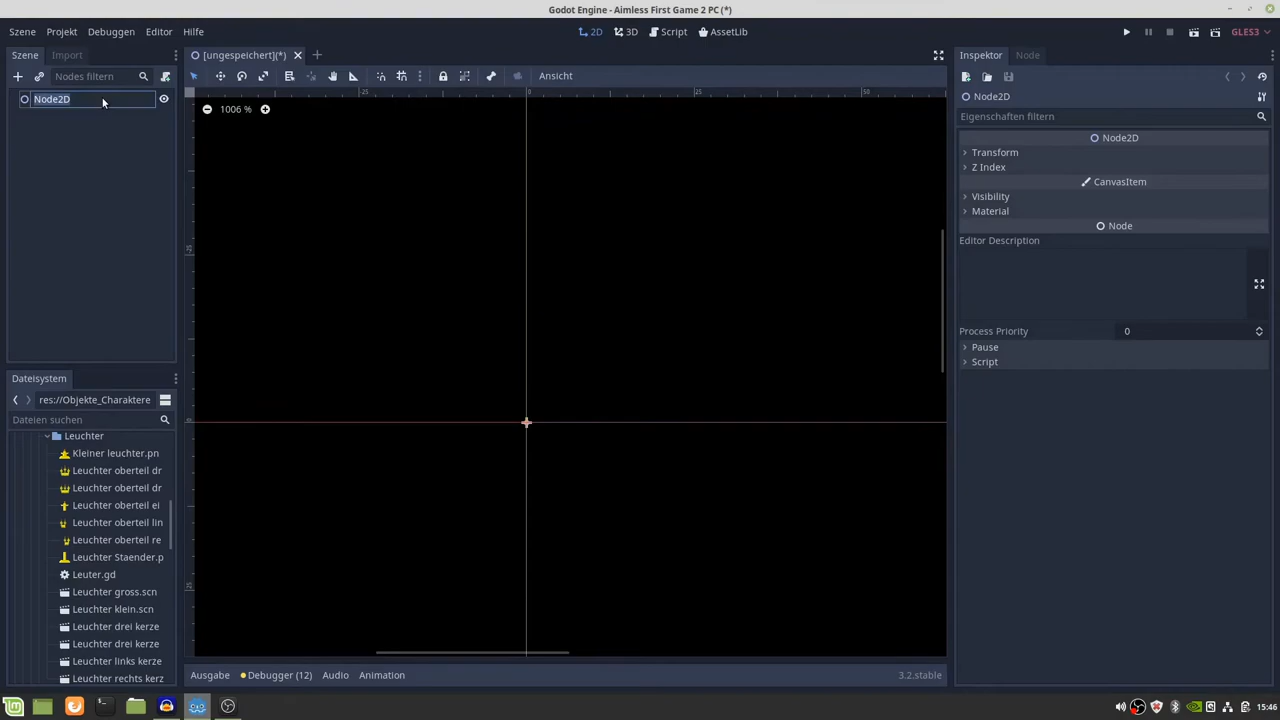 Godot Engine - Aimless First Game 2 PC (*)
Szene Projekt Debuggen Editor Hilfe
2D 3D Script AssetLib
GLES3
Szene Import
Nodes filtern
Node2D
[ungespeichert](*)
Ansicht
-25 0 50
1006 %
Inspektor Node
Node2D
Eigenschaften filtern
Node2D
Transform
Z Index
CanvasItem
Visibility
Material
Node
Editor Description
Process Priority 0
Pause
Script
Dateisystem
res://Objekte_Charaktere
Dateien suchen
Leuchter
Kleiner leuchter.pn
Leuchter oberteil dr
Leuchter oberteil dr
Leuchter oberteil ei
Leuchter oberteil lin
Leuchter oberteil re
Leuchter Staender.p
Leuter.gd
Leuchter gross.scn
Leuchter klein.scn
Leuchter drei kerze
Leuchter drei kerze
Leuchter links kerze
Leuchter rechts kerz
Ausgabe Debugger (12) Audio Animation
3.2.stable
15:46